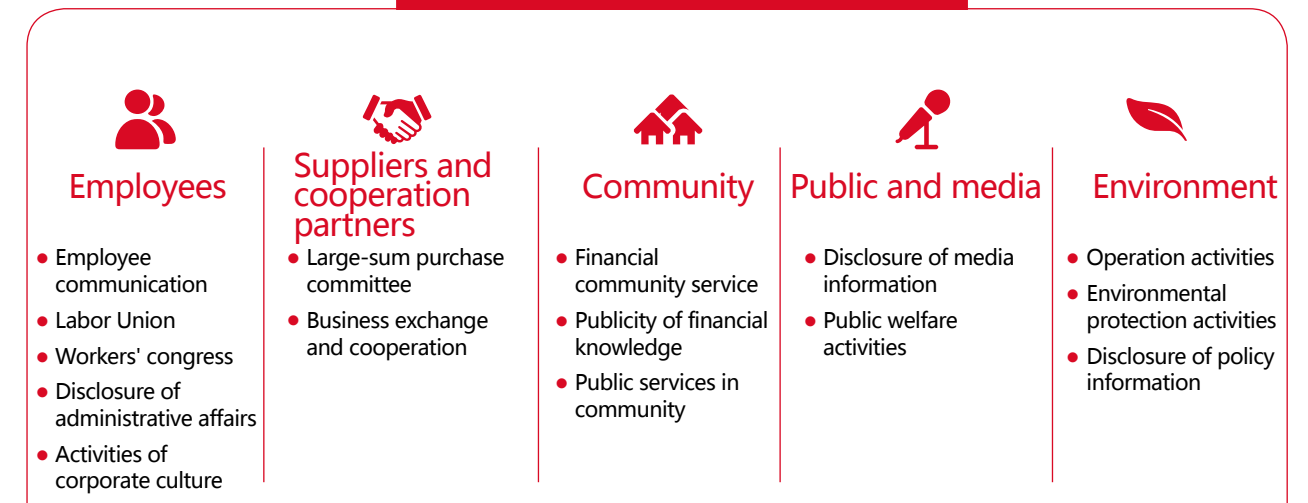 Employees
Employee
communication
Labor Union
Workers' congress
Disclosure of
administrative affairs
Activities of
corporate culture
Suppliers and
cooperation
partners
Large-sum purchase
committee
Business exchange
and cooperation
Community
Financial
community service
Publicity of financial
knowledge
Public services in
community
Public and media
Disclosure of media
information
Public welfare
activities
Environment
Operation activities
Environmental
protection activities
Disclosure of policy
information